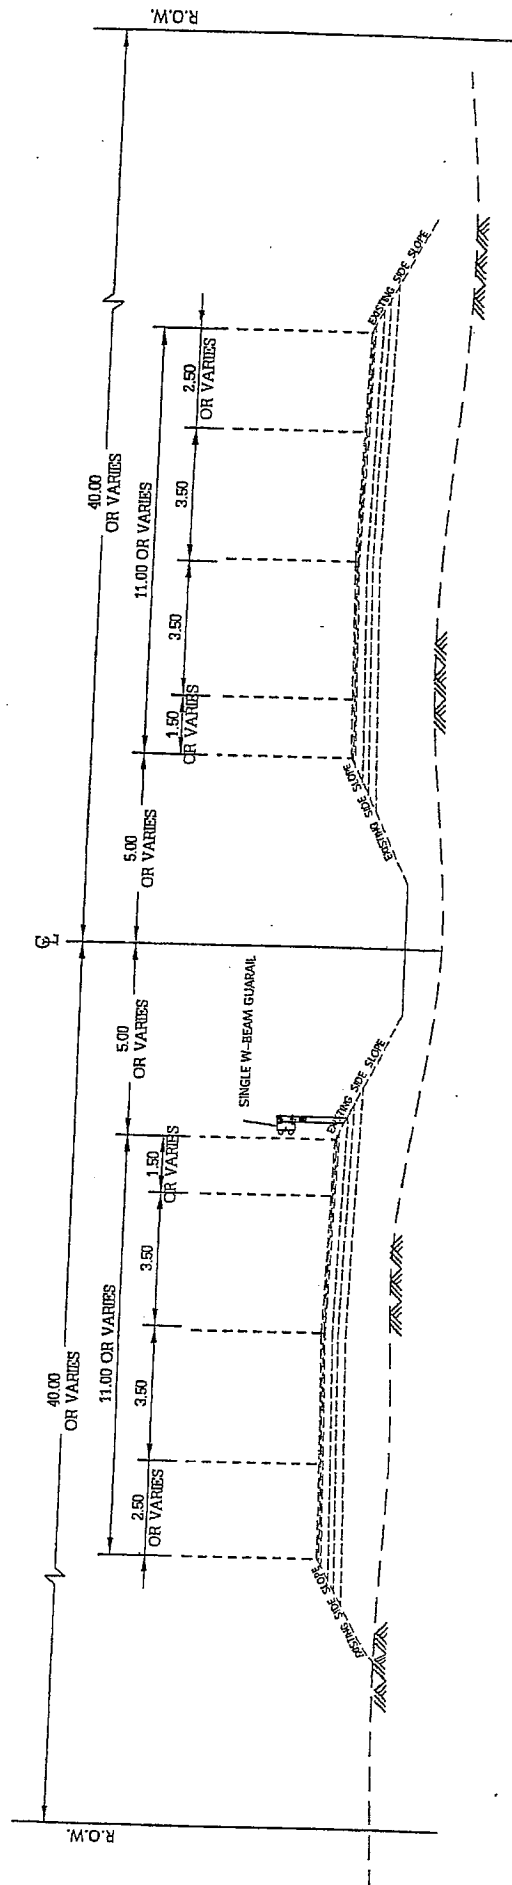 R.O.W.
40.00
OR VARIES
11.00 OR VARIES
2.50
OR VARIES
3.50
3.50
1.50
OR VARIES
5.00
OR VARIES
EXISTING SIDE SLOPE
EXISTING SIDE SLOPE
CL
5.00
OR VARIES
SINGLE W-BEAM GUARAIL
EXISTING SIDE SLOPE
1.50
OR VARIES
3.50
11.00 OR VARIES
3.50
40.00
OR VARIES
2.50
OR VARIES
EXISTING SIDE SLOPE
R.O.W.